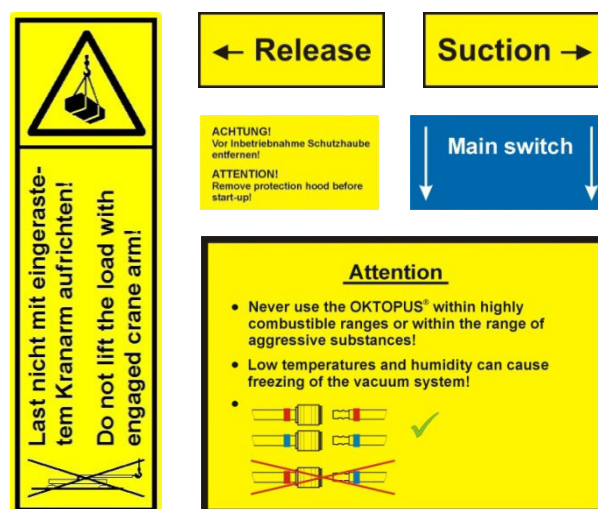 Last nicht mit eingeraste-
tem Kranarm aufrichten!
Do not lift the load with
engaged crane arm!
← Release
Suction →
ACHTUNG!
Vor Inbetriebnahme Schutzhaube
entfernen!
ATTENTION!
Remove protection hood before
start-up!
Main switch
Attention
• Never use the OKTOPUS® within highly
combustible ranges or within the range of
aggressive substances!
• Low temperatures and humidity can cause
freezing of the vacuum system!